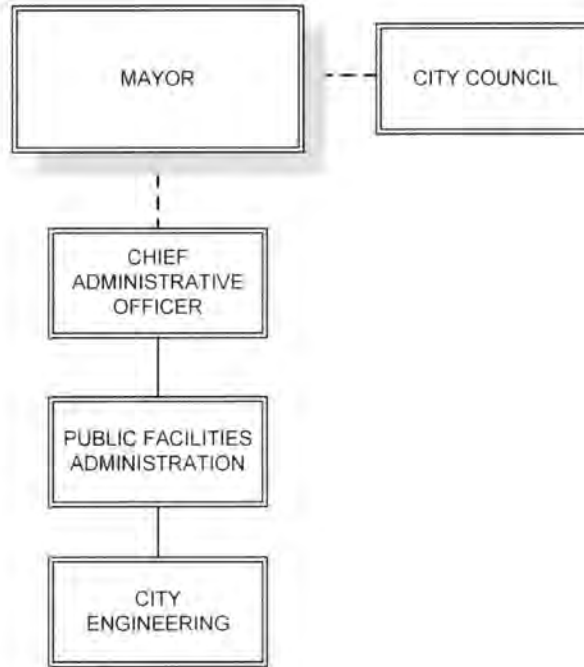 MAYOR
CITY COUNCIL
CHIEF
ADMINISTRATIVE
OFFICER
PUBLIC FACILITIES
ADMINISTRATION
CITY
ENGINEERING